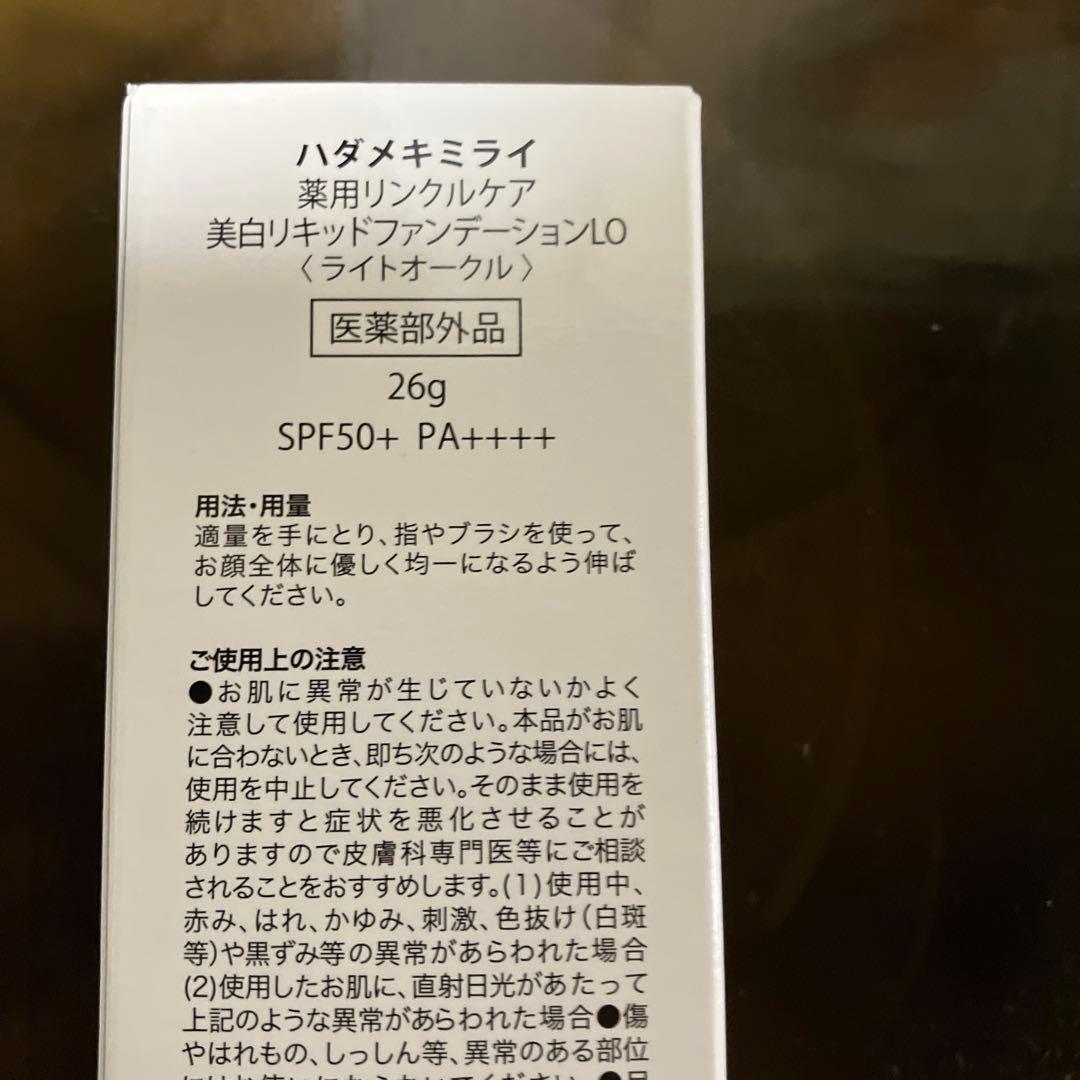 ハダメキミライ
薬用リンクルケア
美白リキッドファンデーションLO
〈ライトオークル〉
医薬部外品
26g
SPF50+ PA++++
用法・用量
適量を手にとり、指やブラシを使って、
お顔全体に優しく均一になるよう伸ば
してください。
ご使用上の注意
●お肌に異常が生じていないかよく
注意して使用してください。本品がお肌
に合わないとき、即ち次のような場合には、
使用を中止してください。そのまま使用を
続けますと症状を悪化させることが
ありますので皮膚科専門医等にご相談
されることをおすすめします。(1)使用中、
赤み、はれ、かゆみ、刺激、色抜け(白斑
等)や黒ずみ等の異常があらわれた場合
(2)使用したお肌に、直射日光があたって
上記のような異常があらわれた場合●傷
やはれもの、しっしん等、異常のある部位